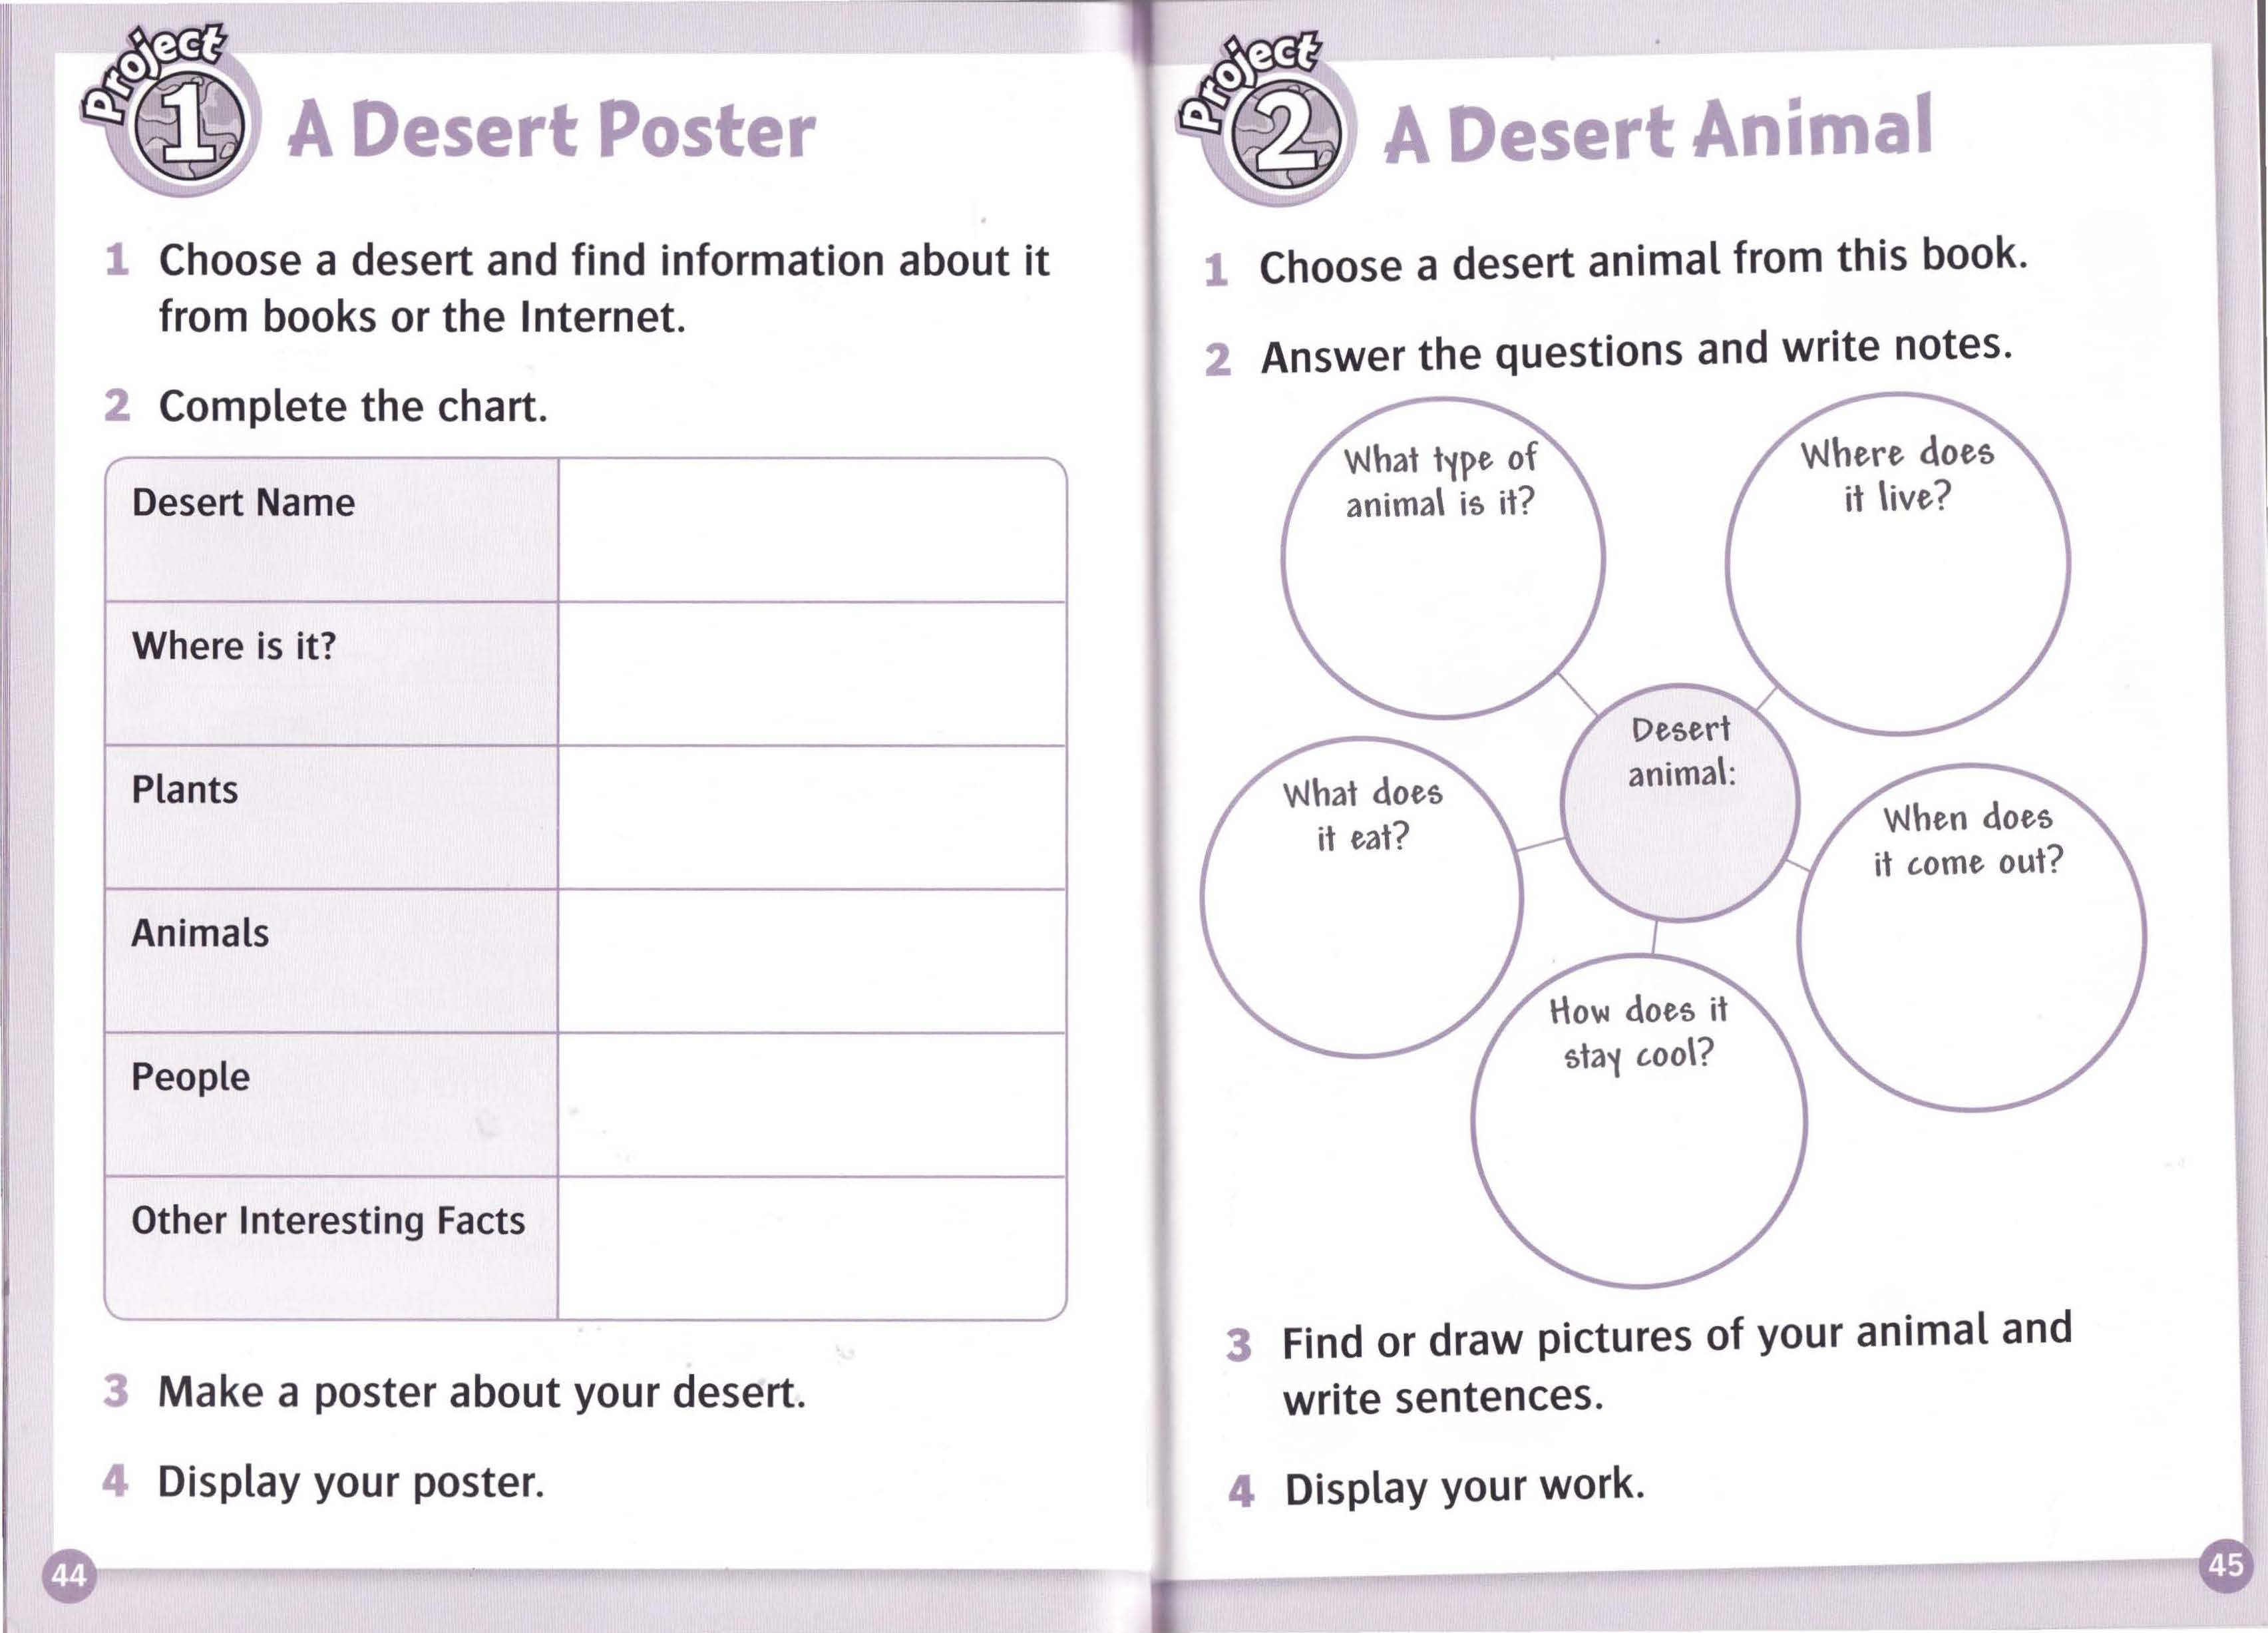 Project
1
A Desert Poster
1 Choose a desert and find information about it
from books or the Internet.
2 Complete the chart.
Desert Name
Where is it?
Plants
Animals
People
Other Interesting Facts
3 Make a poster about your desert.
4 Display your poster.
44
Project
2
A Desert Animal
1 Choose a desert animal from this book.
2 Answer the questions and write notes.
What type of
animal is it?
Where does
it live?
Desert
animal:
What does
it eat?
When does
it come out?
How does it
stay cool?
3 Find or draw pictures of your animal and
write sentences.
4 Display your work.
45